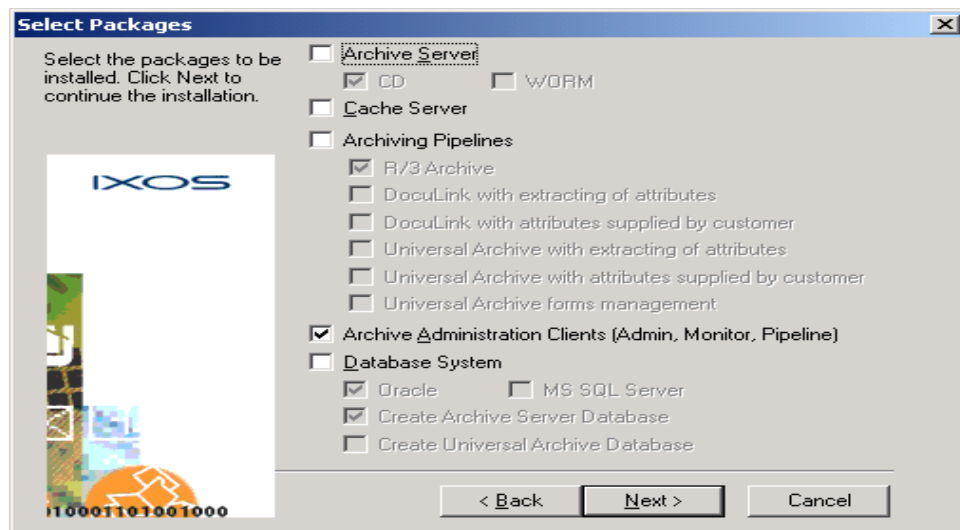 Select Packages
Select the packages to be
installed. Click Next to
continue the installation.
IXOS
10001101001000
Archive Server
CD WORM
Cache Server
Archiving Pipelines
R/3 Archive
DocuLink with extracting of attributes
DocuLink with attributes supplied by customer
Universal Archive with extracting of attributes
Universal Archive with attributes supplied by customer
Universal Archive forms management
Archive Administration Clients (Admin, Monitor, Pipeline)
Database System
Oracle MS SQL Server
Create Archive Server Database
Create Universal Archive Database
< Back Next > Cancel